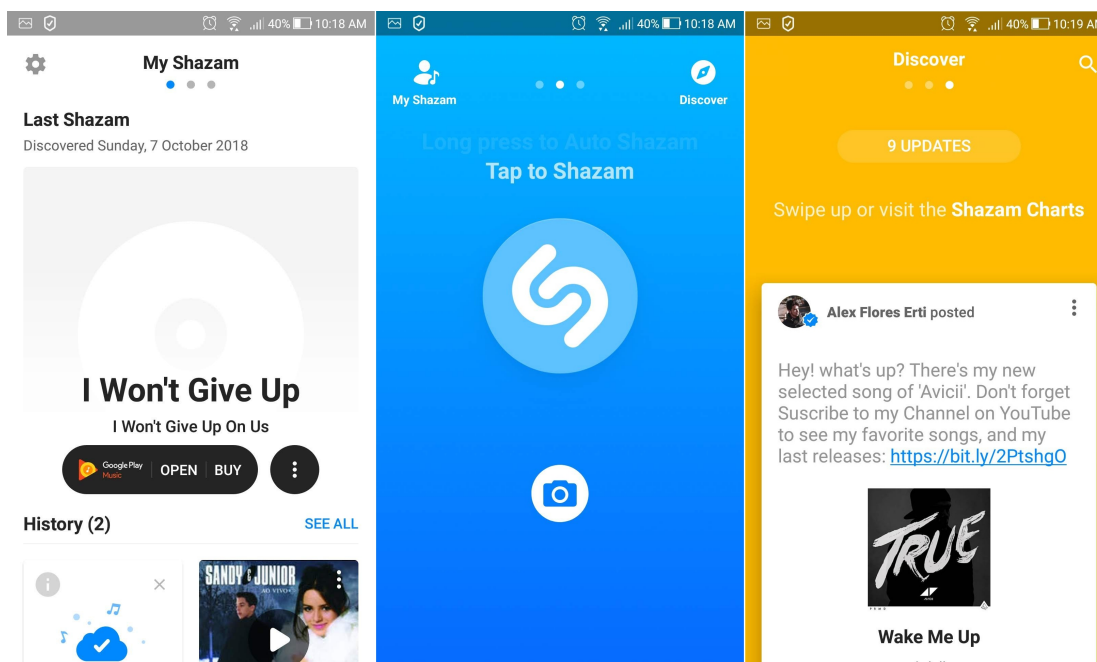 40% 10:18 AM
My Shazam
Last Shazam
Discovered Sunday, 7 October 2018
I Won't Give Up
I Won't Give Up On Us
Google Play
Music
OPEN
BUY
History (2)
SEE ALL
SANDY & JUNIOR
AO VIVO
40% 10:18 AM
My Shazam
Discover
Long press to Auto Shazam
Tap to Shazam
40% 10:19 AM
Discover
9 UPDATES
Swipe up or visit the Shazam Charts
Alex Flores Erti posted
Hey! what's up? There's my new
selected song of 'Avicii'. Don't forget
Suscribe to my Channel on YouTube
to see my favorite songs, and my
last releases: https://bit.ly/2PtshgO
TRUE
AVICII
Wake Me Up